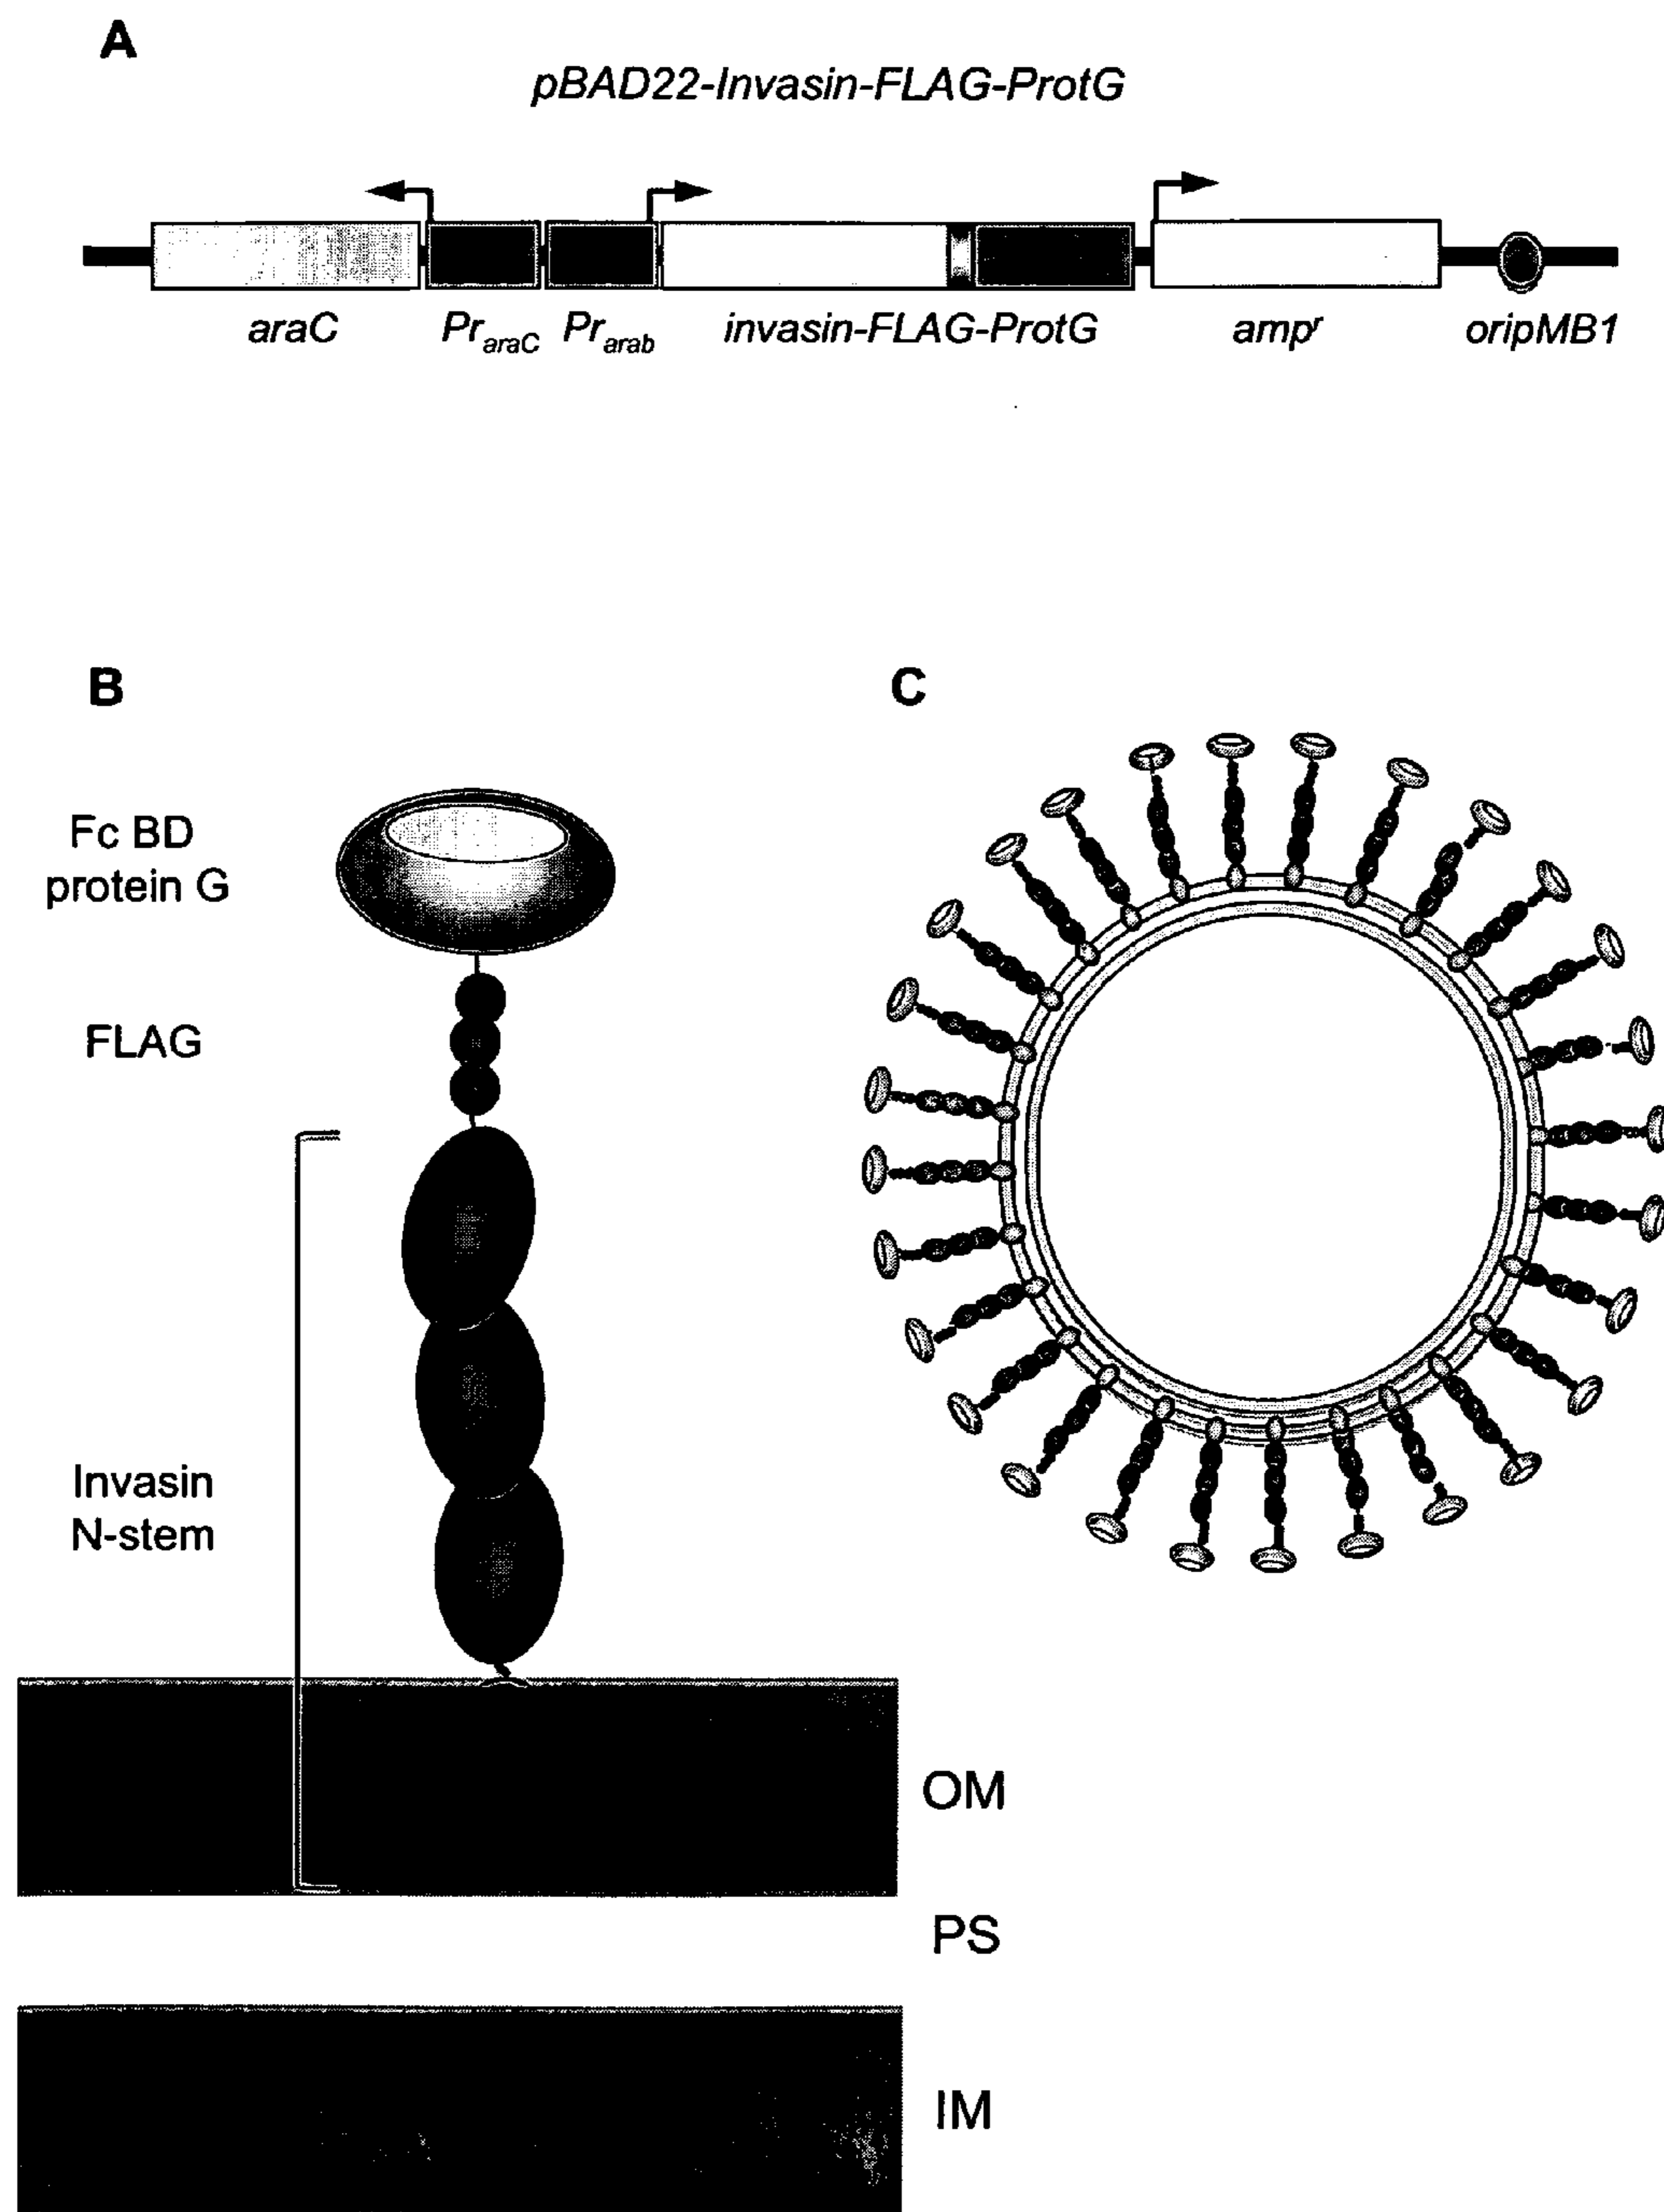 A
pBAD22-Invasin-FLAG-ProtG
araC PraraC Prarab invasin-FLAG-ProtG ampr oripMB1
B
C
Fc BD
protein G
FLAG
Invasin
N-stem
OM
PS
IM